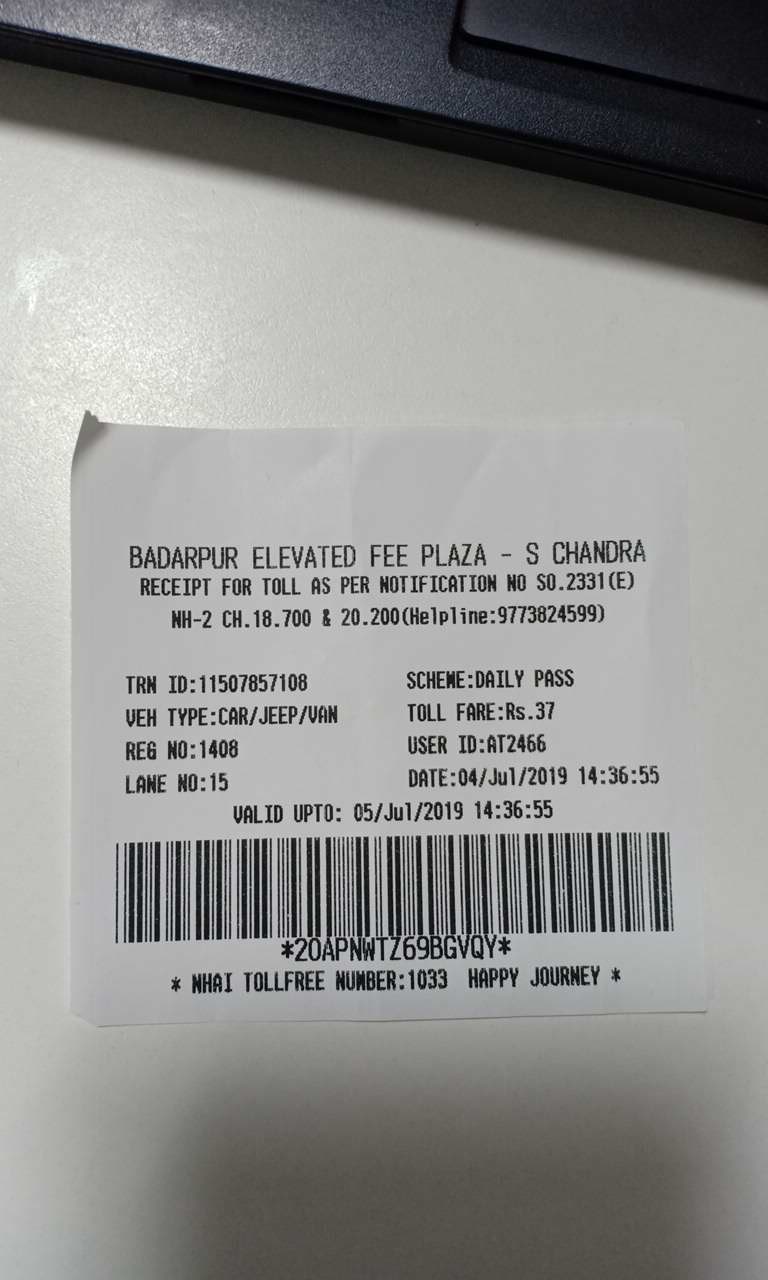 BADARPUR ELEVATED FEE PLAZA - S CHANDRA
RECEIPT FOR TOLL AS PER NOTIFICATION NO SO.2331(E)
NH-2 CH.18.700 & 20.200(Helpline:9773824599)
TRN ID:11507857108 SCHEME:DAILY PASS
VEH TYPE:CAR/JEEP/VAN TOLL FARE:Rs.37
REG NO:1408 USER ID:AT2466
LANE NO:15 DATE:04/Jul/2019 14:36:55
VALID UPTO: 05/Jul/2019 14:36:55
*20APNWTZ69BGVQY*
* NHAI TOLLFREE NUMBER:1033 HAPPY JOURNEY *